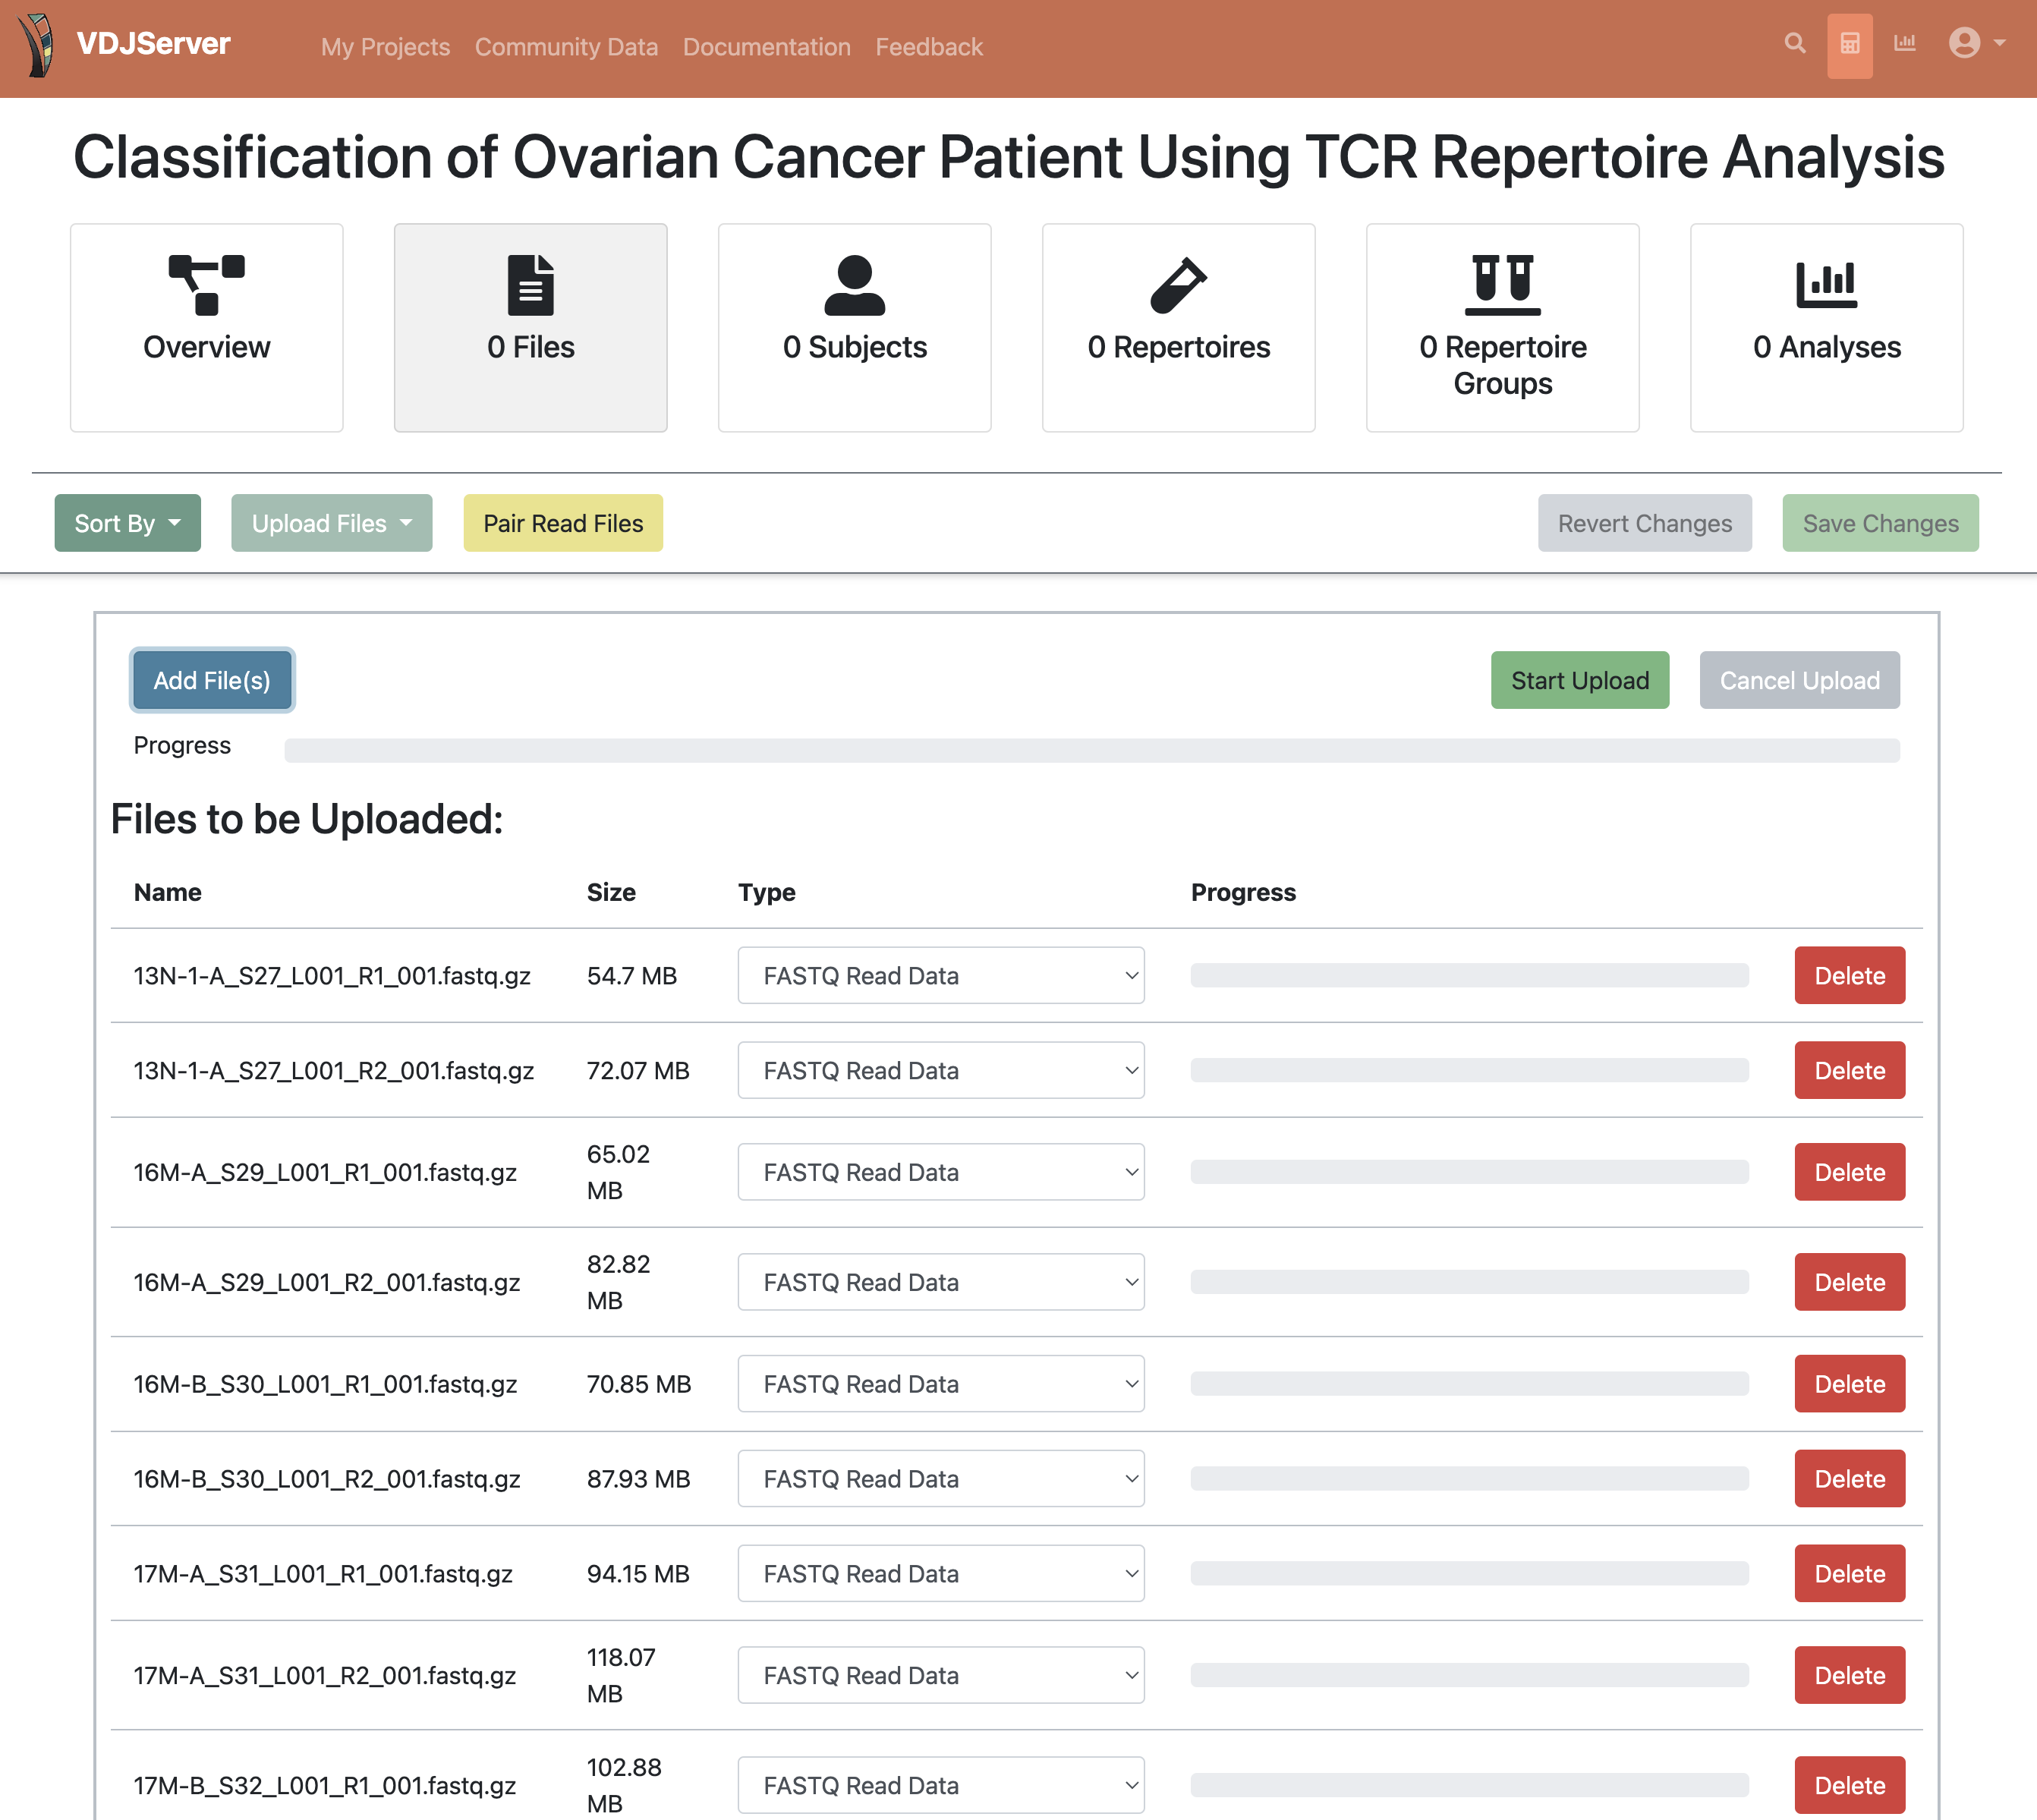 VDJServer
My Projects Community Data Documentation Feedback
Classification of Ovarian Cancer Patient Using TCR Repertoire Analysis
Overview
0 Files
0 Subjects
0 Repertoires
0 Repertoire
Groups
0 Analyses
Sort By
Upload Files
Pair Read Files
Revert Changes
Save Changes
Add File(s)
Start Upload
Cancel Upload
Progress
Files to be Uploaded:
Name Size Type Progress
13N-1-A_S27_L001_R1_001.fastq.gz 54.7 MB FASTQ Read Data Delete
13N-1-A_S27_L001_R2_001.fastq.gz 72.07 MB FASTQ Read Data Delete
16M-A_S29_L001_R1_001.fastq.gz 65.02 MB FASTQ Read Data Delete
16M-A_S29_L001_R2_001.fastq.gz 82.82 MB FASTQ Read Data Delete
16M-B_S30_L001_R1_001.fastq.gz 70.85 MB FASTQ Read Data Delete
16M-B_S30_L001_R2_001.fastq.gz 87.93 MB FASTQ Read Data Delete
17M-A_S31_L001_R1_001.fastq.gz 94.15 MB FASTQ Read Data Delete
17M-A_S31_L001_R2_001.fastq.gz 118.07 MB FASTQ Read Data Delete
17M-B_S32_L001_R1_001.fastq.gz 102.88 MB FASTQ Read Data Delete